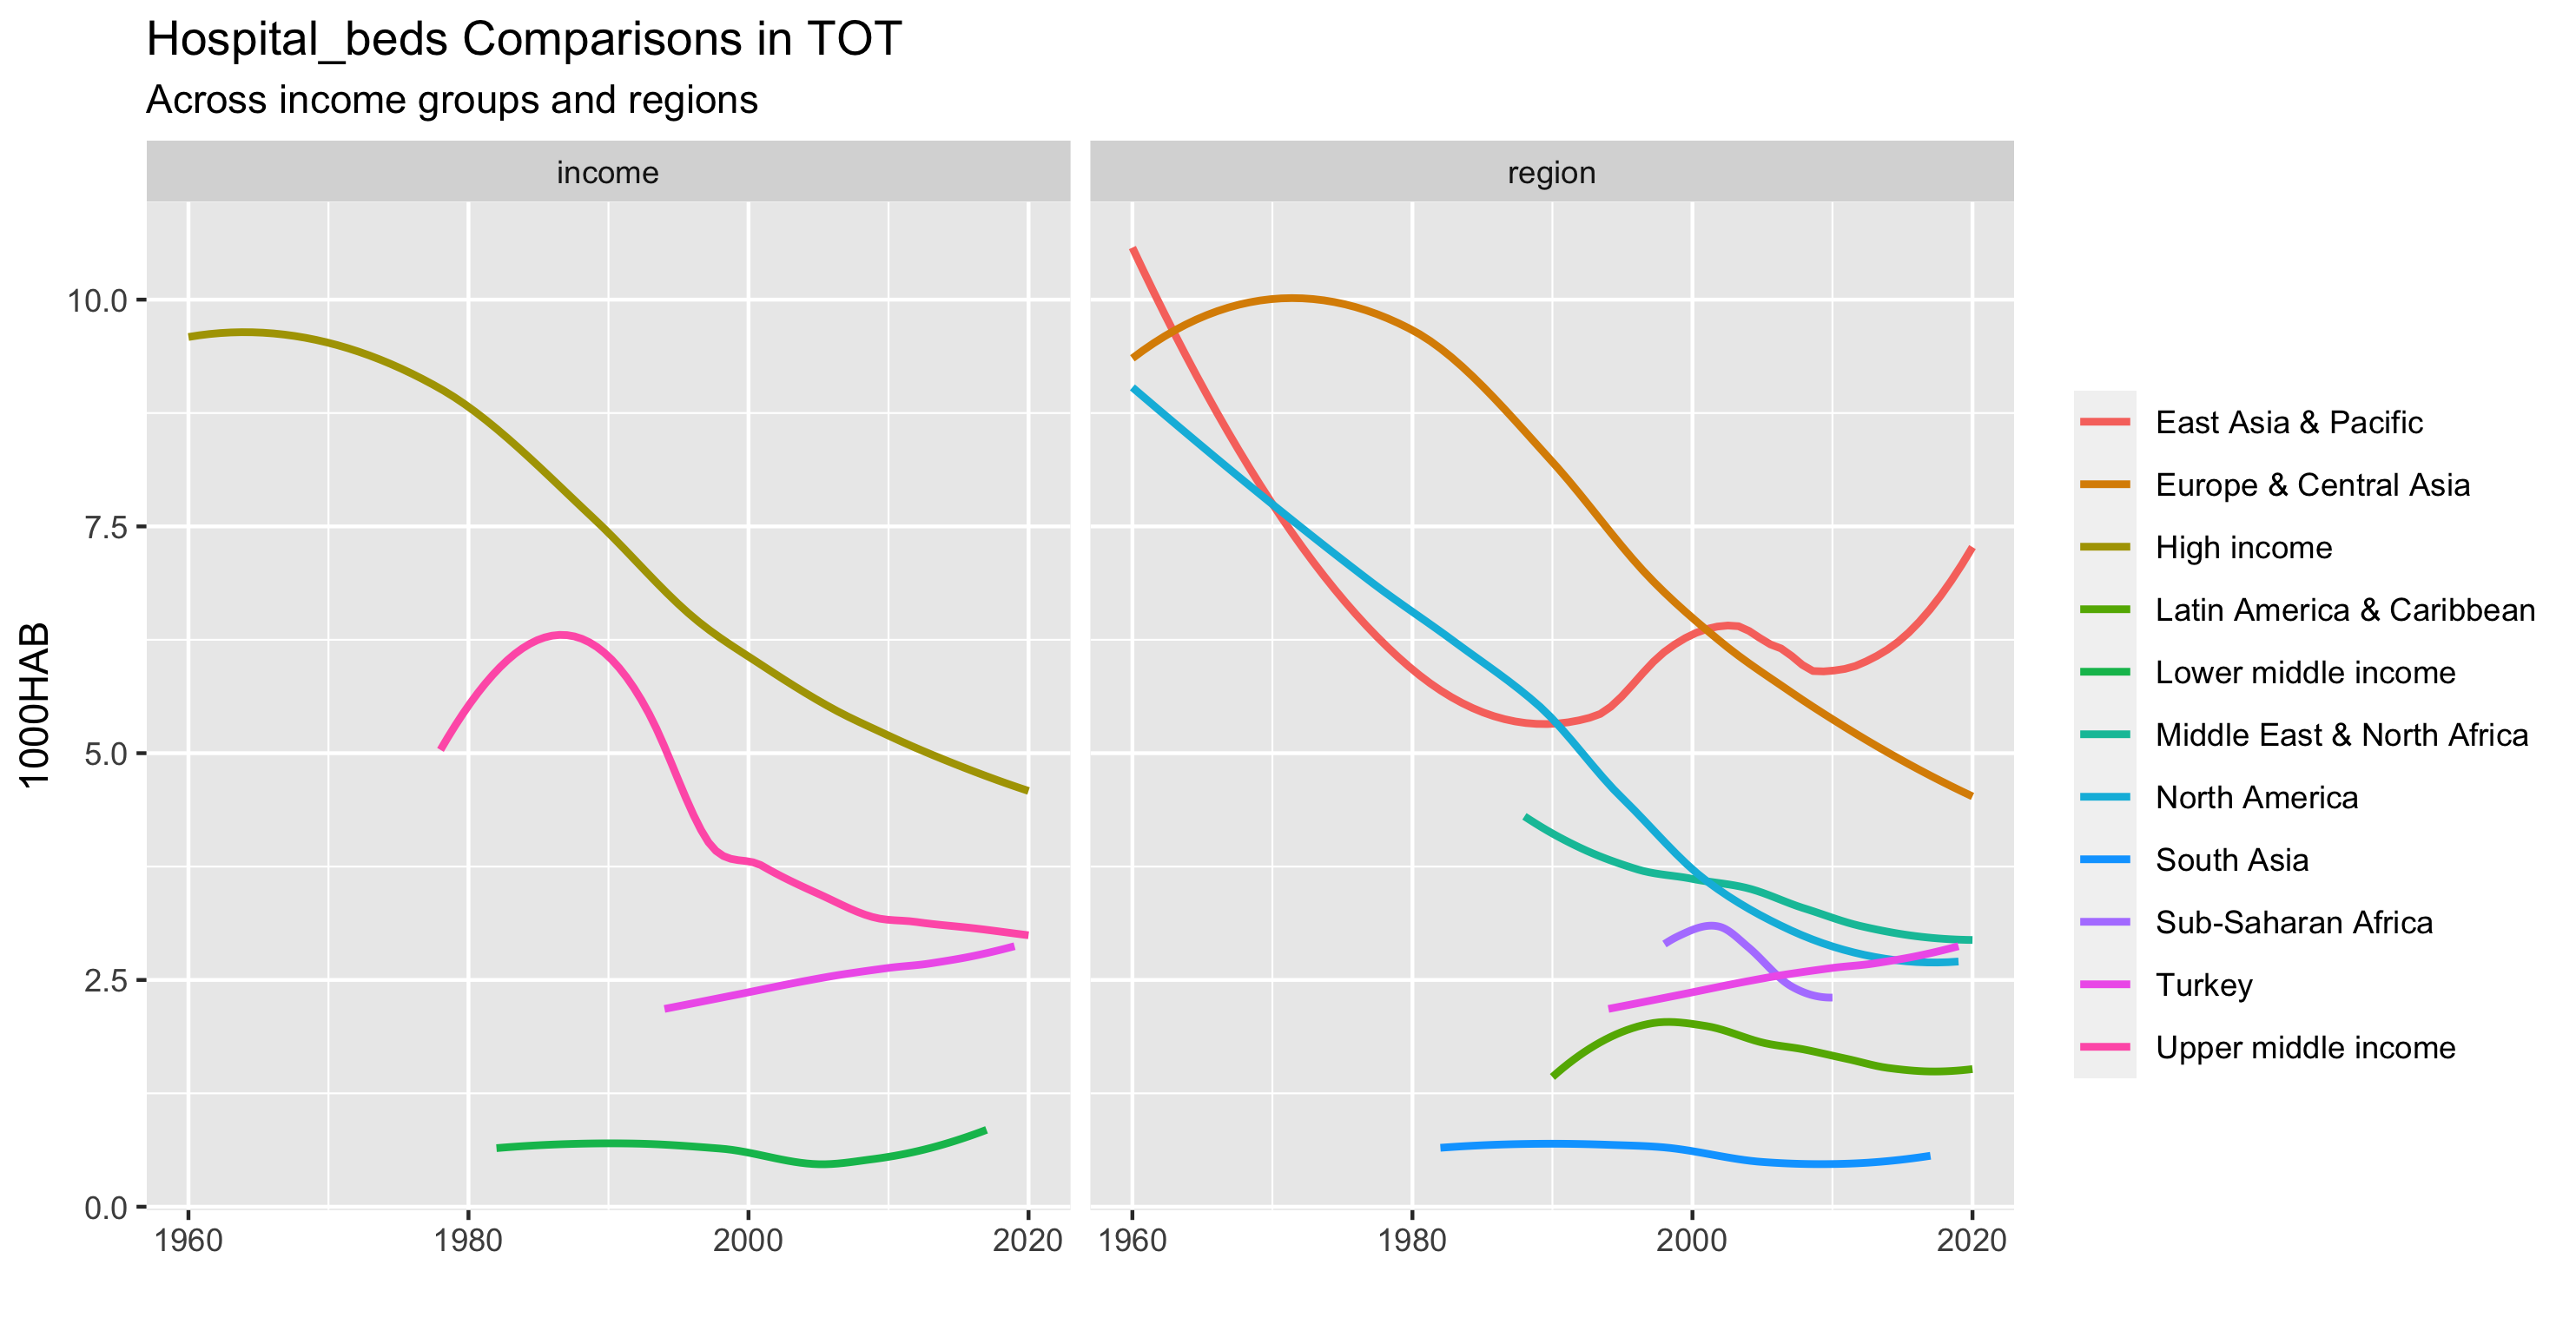 Hospital_beds Comparisons in TOT
Across income groups and regions
income
region
1000HAB
10.0
7.5
5.0
2.5
0.0
1960 1980 2000 2020
1960 1980 2000 2020
East Asia & Pacific
Europe & Central Asia
High income
Latin America & Caribbean
Lower middle income
Middle East & North Africa
North America
South Asia
Sub-Saharan Africa
Turkey
Upper middle income